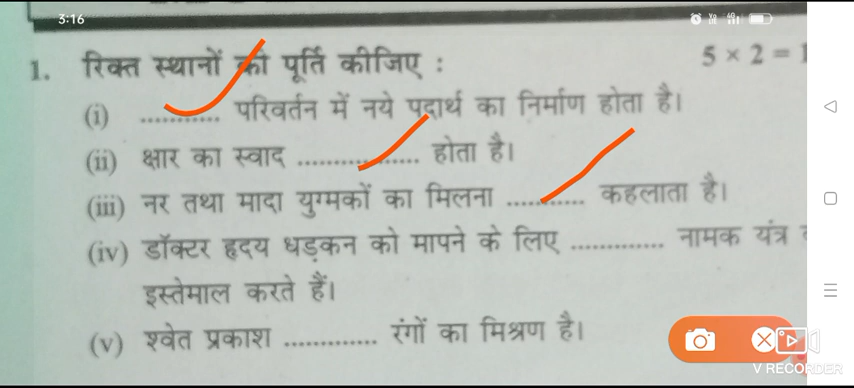 3:16
1. रिक्त स्थानों की पूर्ति कीजिए : 5 × 2 = 1
(i) ............ परिवर्तन में नये पदार्थ का निर्माण होता है।
(ii) क्षार का स्वाद .................. होता है।
(iii) नर तथा मादा युग्मकों का मिलना ........... कहलाता है।
(iv) डॉक्टर हृदय धड़कन को मापने के लिए .............. नामक यंत्र
इस्तेमाल करते हैं।
(v) श्वेत प्रकाश .............. रंगों का मिश्रण है।
V RECORDER